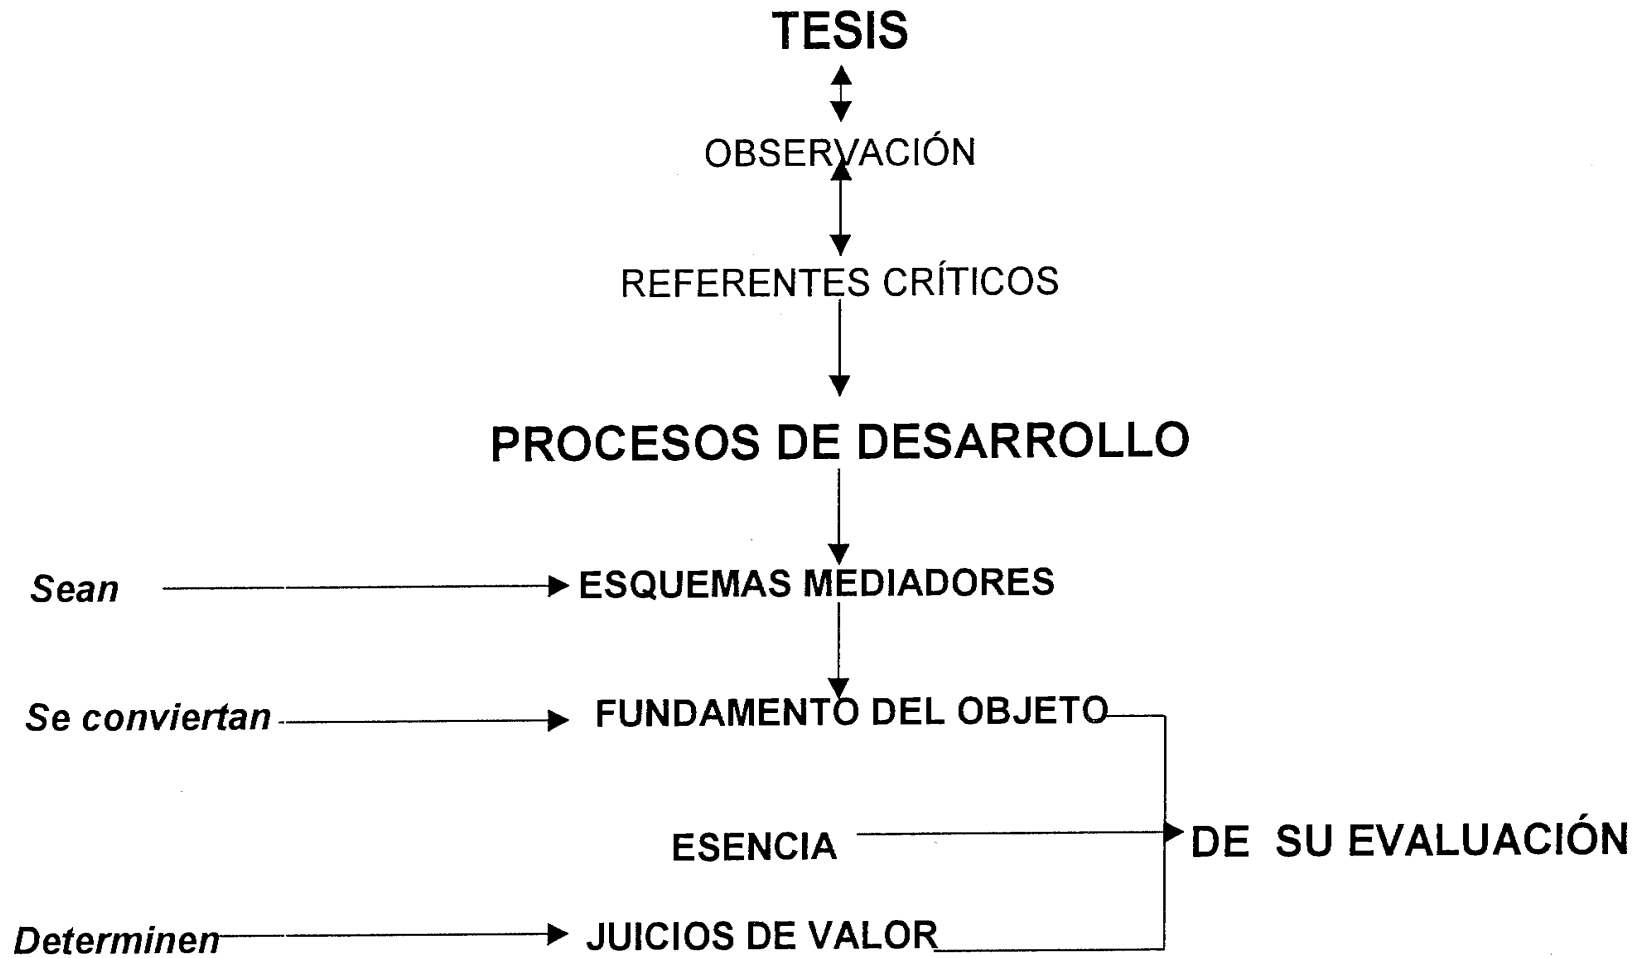 TESIS
OBSERVACIÓN
REFERENTES CRÍTICOS
PROCESOS DE DESARROLLO
Sean ESQUEMAS MEDIADORES
Se conviertan FUNDAMENTO DEL OBJETO
ESENCIA DE SU EVALUACIÓN
Determinen JUICIOS DE VALOR